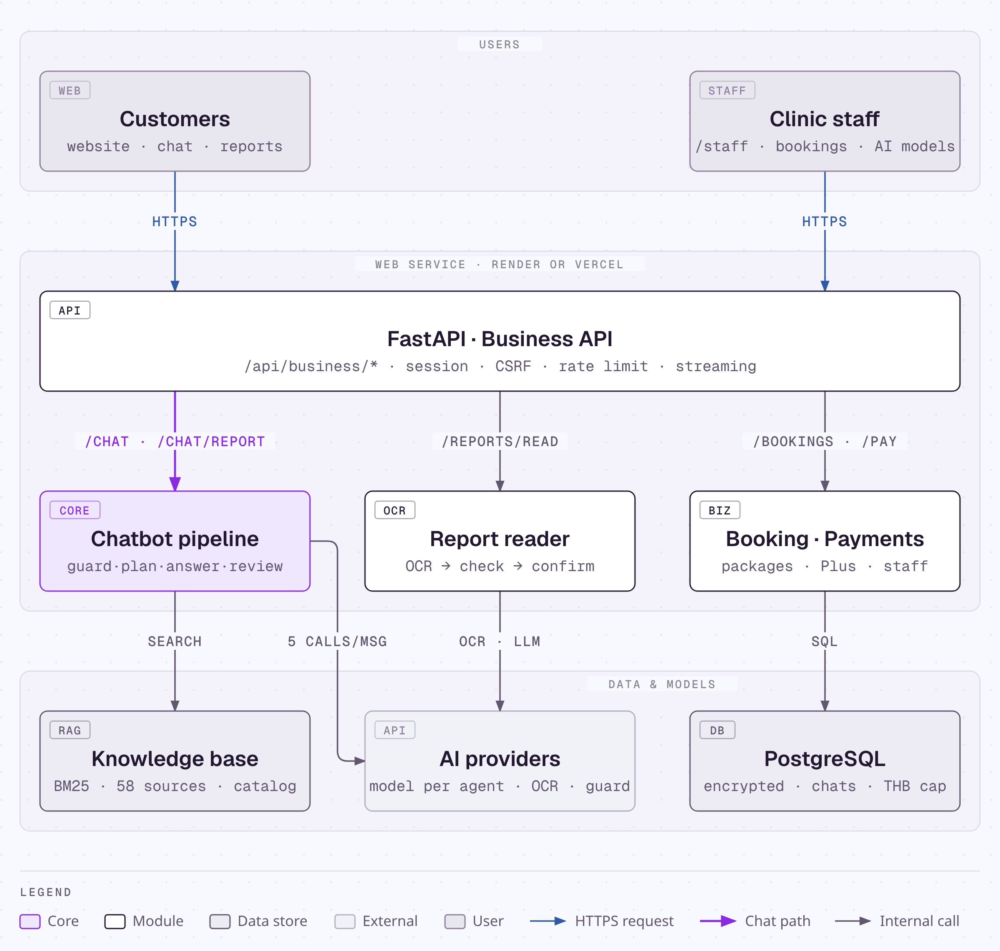 USERS
WEB
Customers
website · chat · reports
STAFF
Clinic staff
/staff · bookings · AI models
HTTPS
HTTPS
WEB SERVICE · RENDER OR VERCEL
API
FastAPI · Business API
/api/business/* · session · CSRF · rate limit · streaming
/CHAT · /CHAT/REPORT
/REPORTS/READ
/BOOKINGS · /PAY
CORE
Chatbot pipeline
guard·plan·answer·review
OCR
Report reader
OCR → check → confirm
BIZ
Booking · Payments
packages · Plus · staff
SEARCH
5 CALLS/MSG
OCR · LLM
SQL
DATA & MODELS
RAG
Knowledge base
BM25 · 58 sources · catalog
API
AI providers
model per agent · OCR · guard
DB
PostgreSQL
encrypted · chats · THB cap
LEGEND
Core
Module
Data store
External
User
HTTPS request
Chat path
Internal call